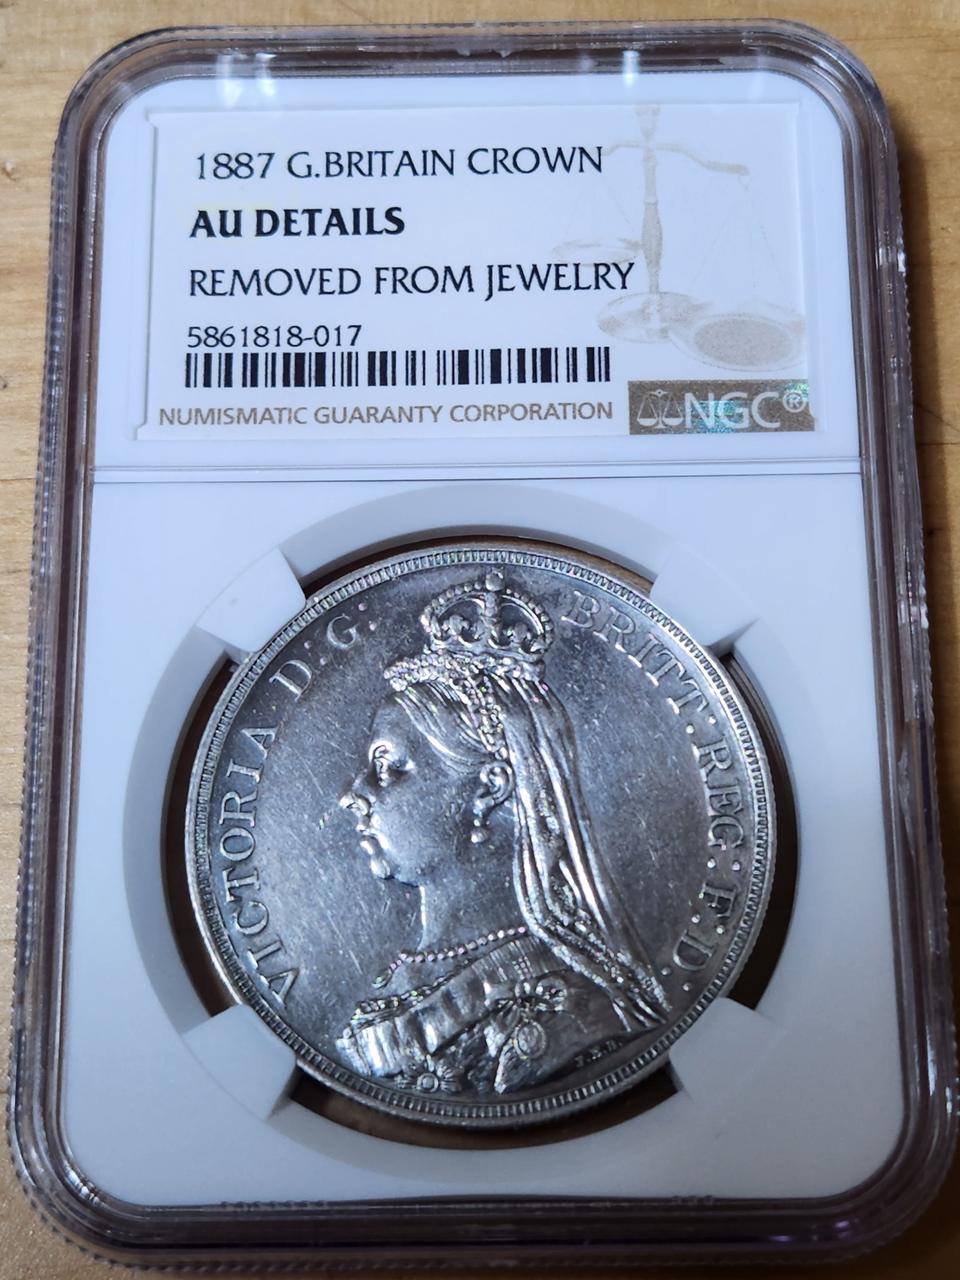 1887 G.BRITAIN CROWN
AU DETAILS
REMOVED FROM JEWELRY
5861818-017
NUMISMATIC GUARANTY CORPORATION
NGC®
VICTORIA D:G: BRITT:REG:F:D:
J.E.B.